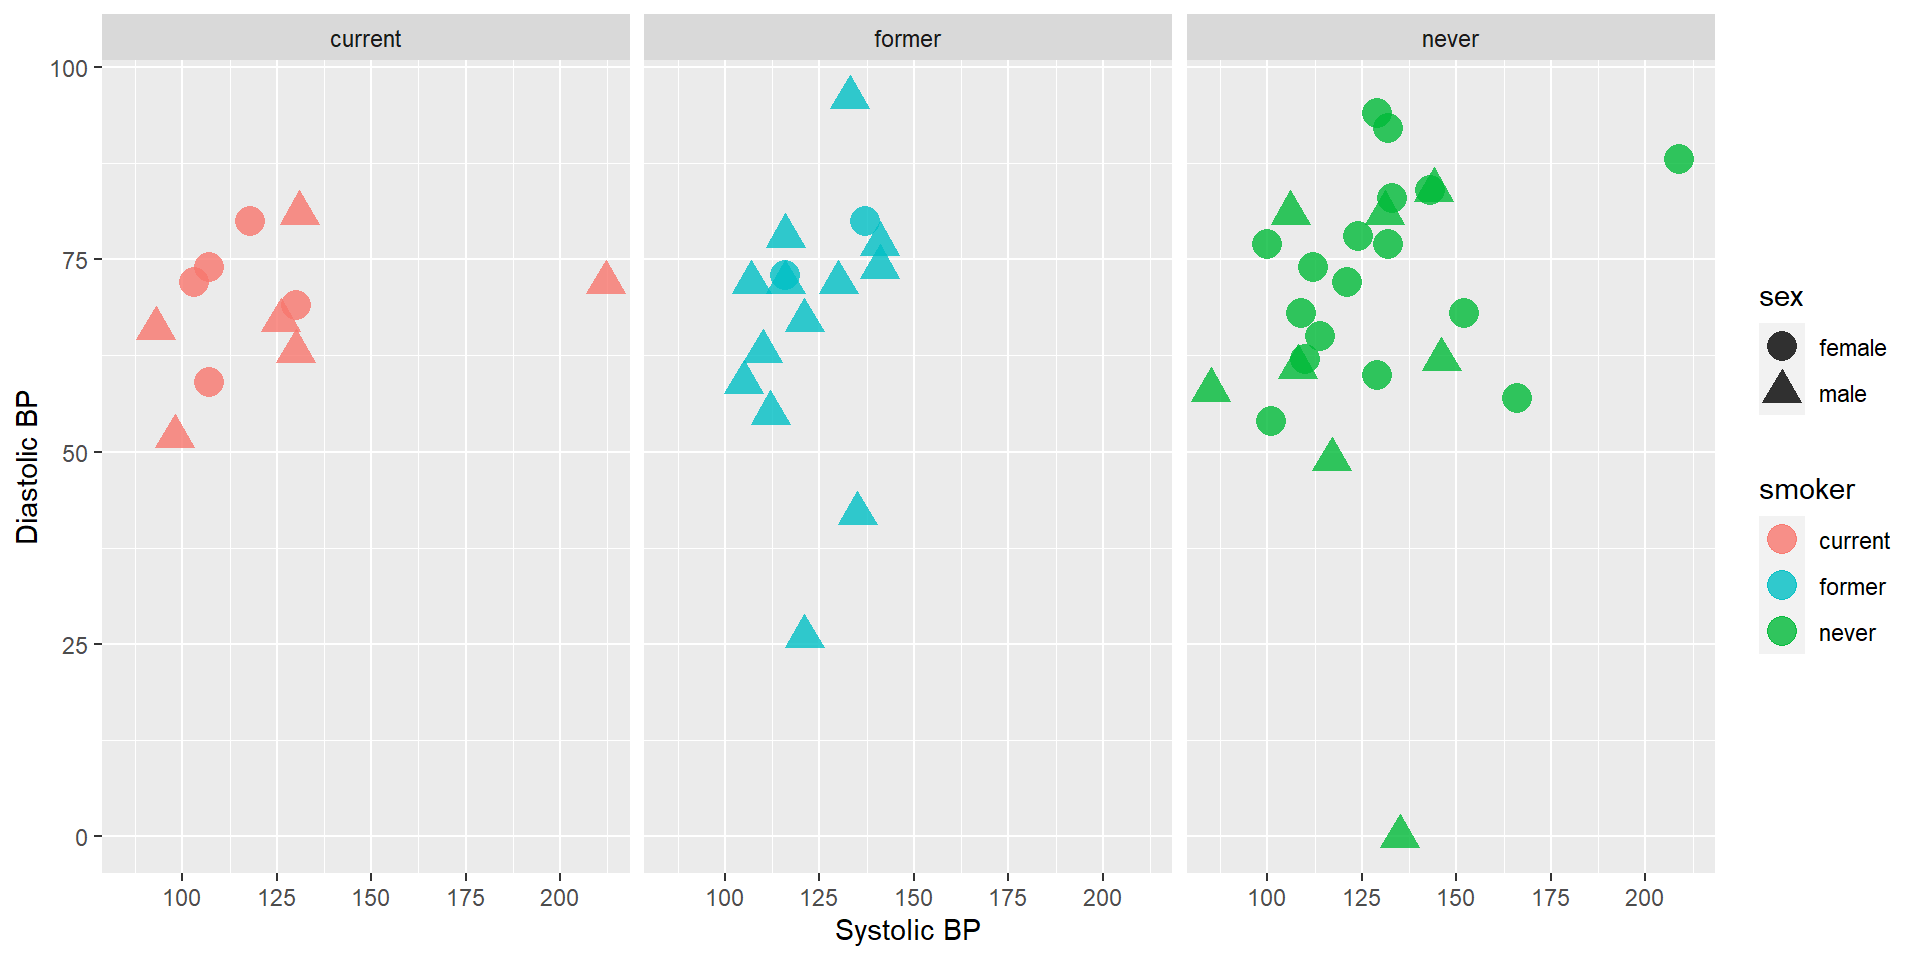 current former never
100
75
50
25
0
Diastolic BP
100 125 150 175 200 100 125 150 175 200 100 125 150 175 200
Systolic BP
sex
female
male
smoker
current
former
never